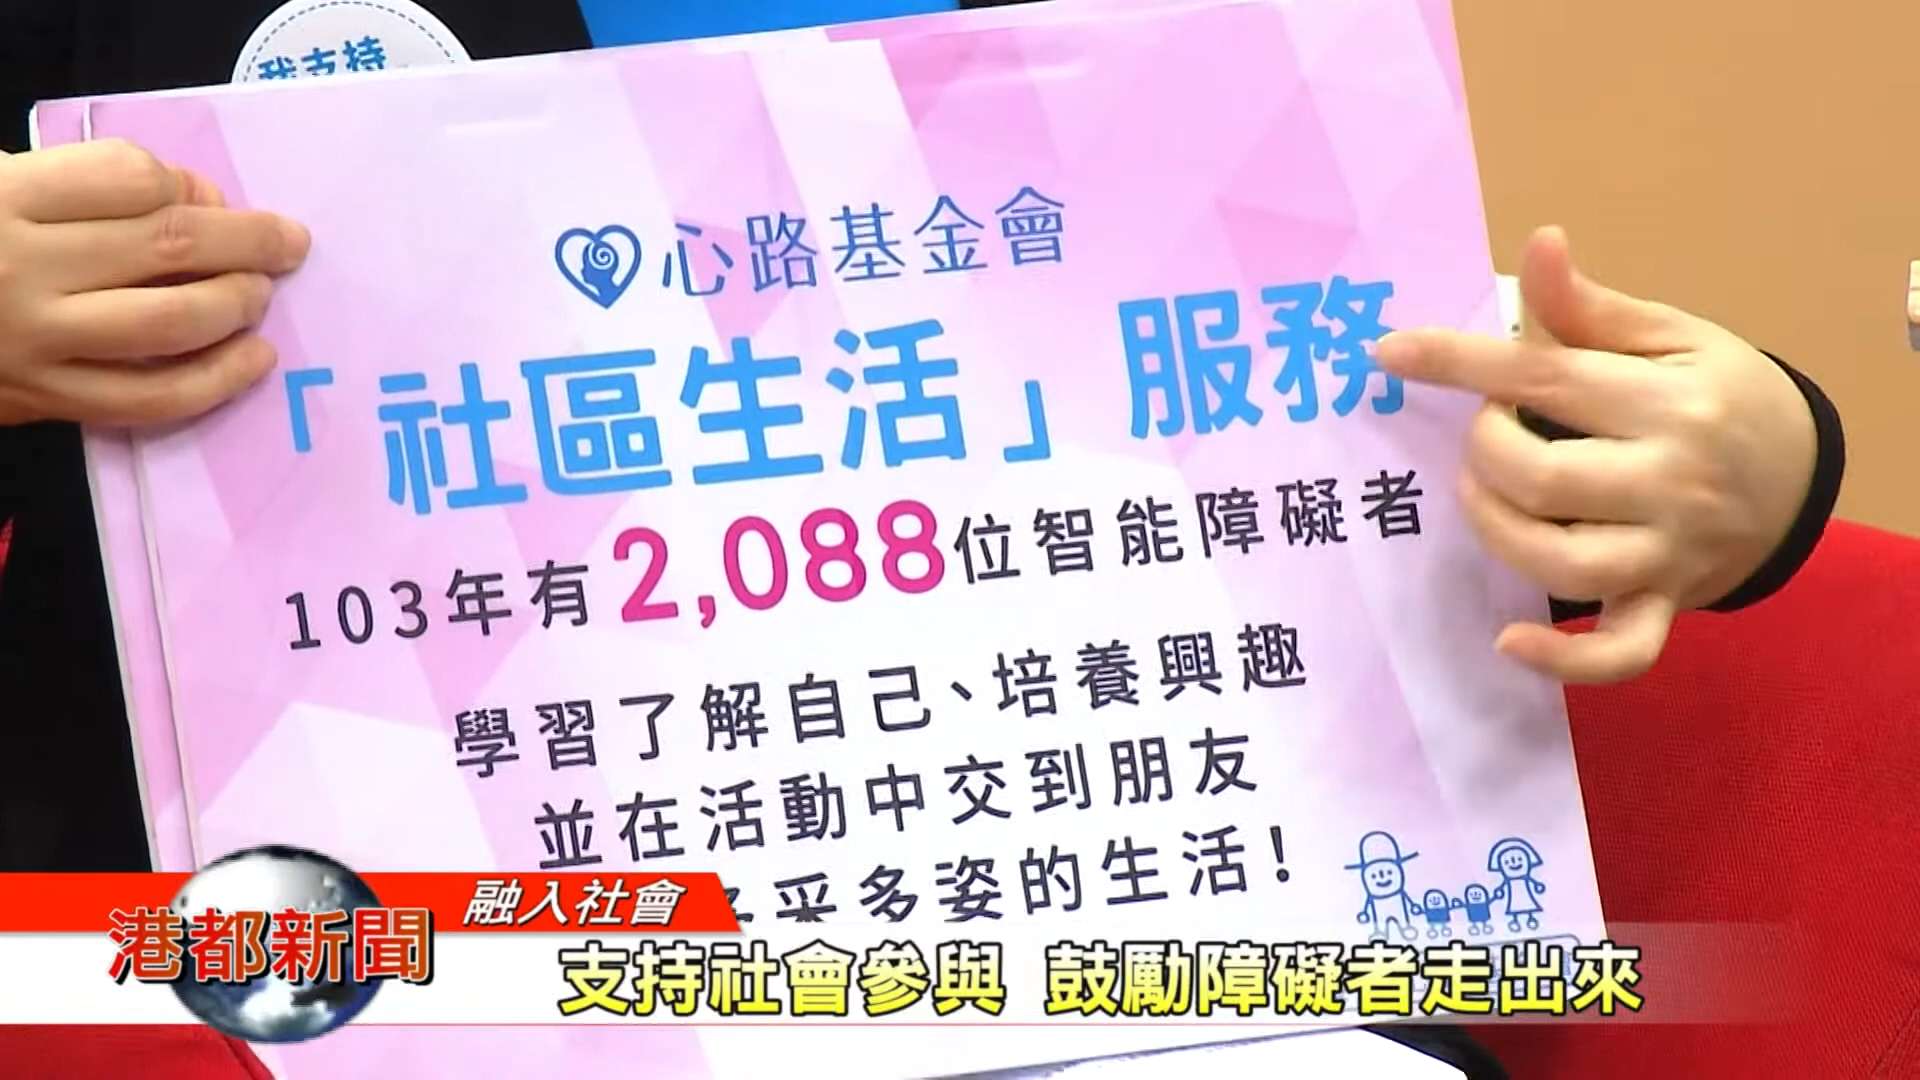 我支持
心路基金會
「社區生活」服務
103年有2,088位智能障礙者
學習了解自己、培養興趣
並在活動中交到朋友
采多姿的生活！
融入社會
港都新聞
支持社會參與 鼓勵障礙者走出來